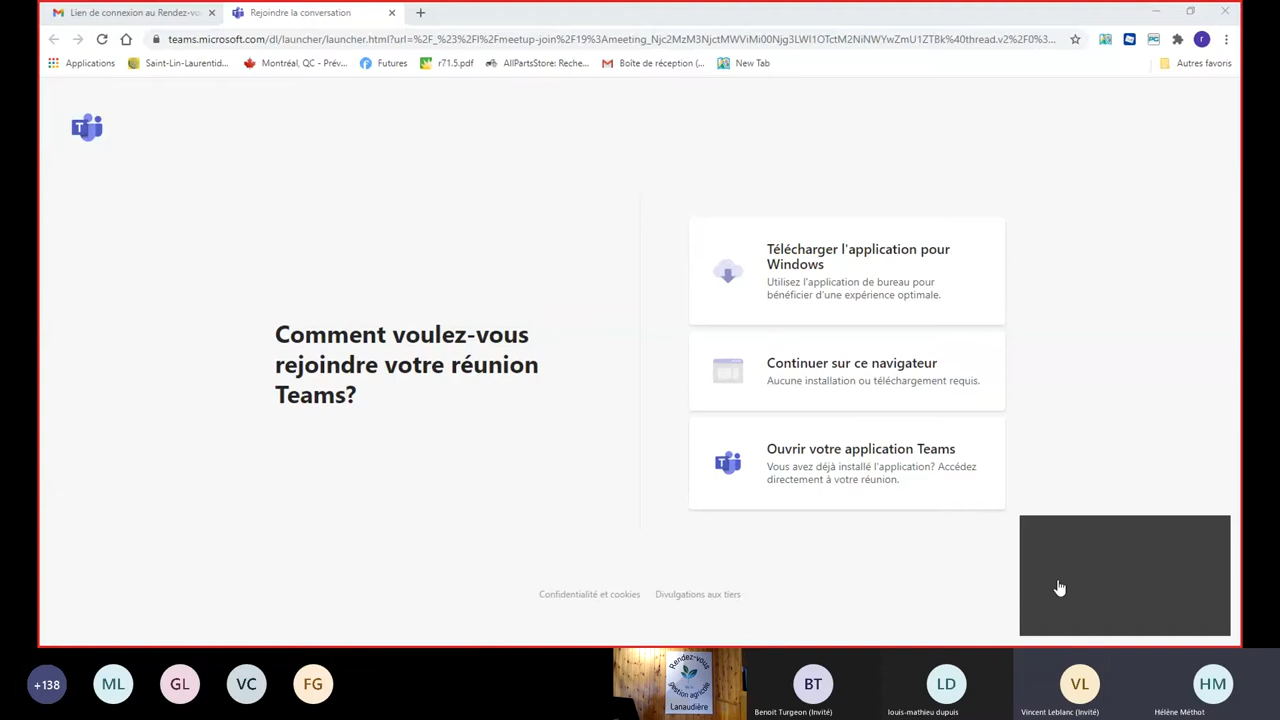 Lien de connexion au Rendez-vo
Rejoindre la conversation
teams.microsoft.com/dl/launcher/launcher.html?url=%2F_%23%2Fl%2Fmeetup-join%2F19%3Ameeting_Njc2MzM3NjctMWViMi00Njg3LWI1OTctM2NiNWYwZmU1ZTBk%40thread.v2%2F0%3...
Applications
Saint-Lin-Laurentid...
Montréal, QC - Prév...
Futures
r71.5.pdf
AllPartsStore: Reche...
Boîte de réception (...
New Tab
Autres favoris
Comment voulez-vous
rejoindre votre réunion
Teams?
Télécharger l'application pour
Windows
Utilisez l'application de bureau pour
bénéficier d'une expérience optimale.
Continuer sur ce navigateur
Aucune installation ou téléchargement requis.
Ouvrir votre application Teams
Vous avez déjà installé l'application? Accédez
directement à votre réunion.
Confidentialité et cookies
Divulgations aux tiers
+138
ML
GL
VC
FG
Rendez-vous
gestion agricole
Lanaudière
BT
Benoit Turgeon (Invité)
LD
louis-mathieu dupuis
VL
Vincent Leblanc (Invité)
HM
Hélène Méthot